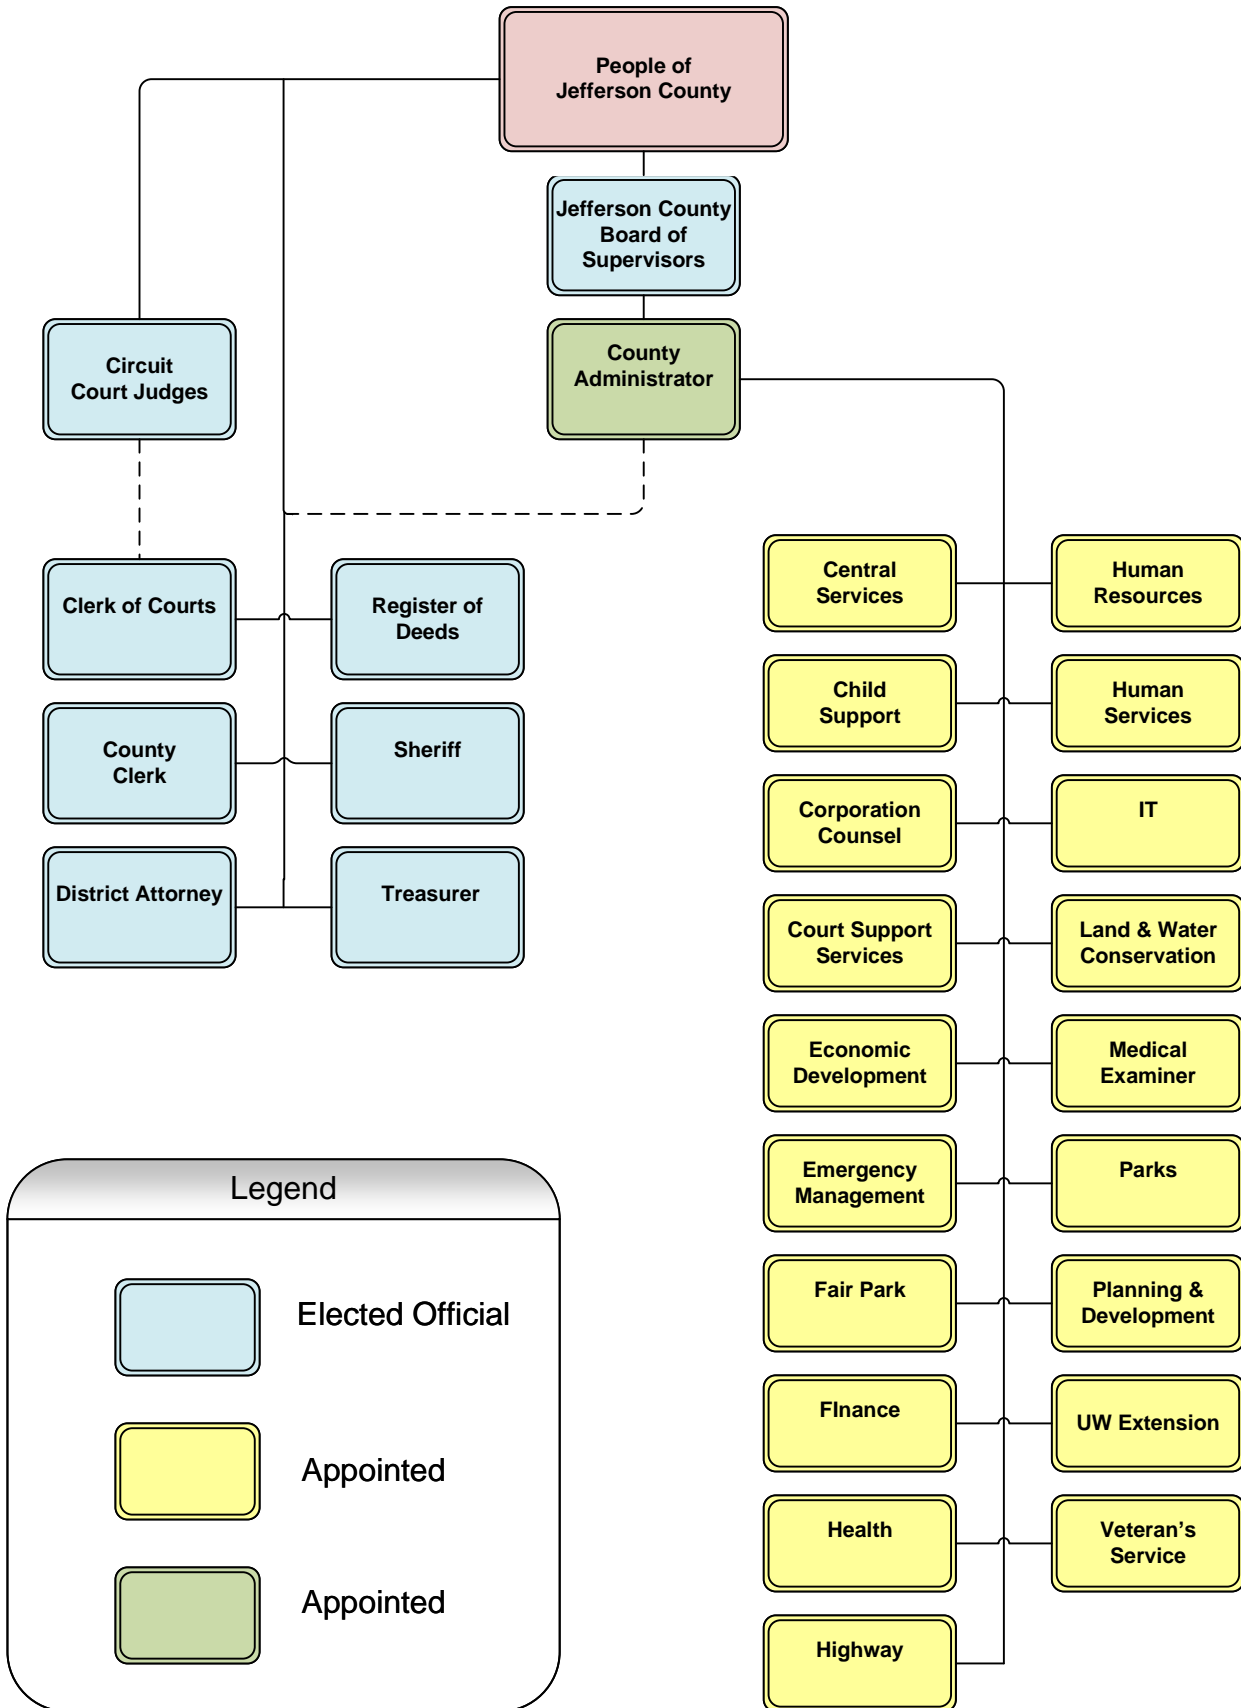 People of
Jefferson County
Jefferson County
Board of
Supervisors
Circuit
Court Judges
County
Administrator
Clerk of Courts
Register of
Deeds
County
Clerk
Sheriff
District Attorney
Treasurer
Central
Services
Human
Resources
Child
Support
Human
Services
Corporation
Counsel
IT
Court Support
Services
Land & Water
Conservation
Economic
Development
Medical
Examiner
Emergency
Management
Parks
Fair Park
Planning &
Development
FInance
UW Extension
Health
Veteran’s
Service
Highway
Legend
Elected Official
Appointed
Appointed